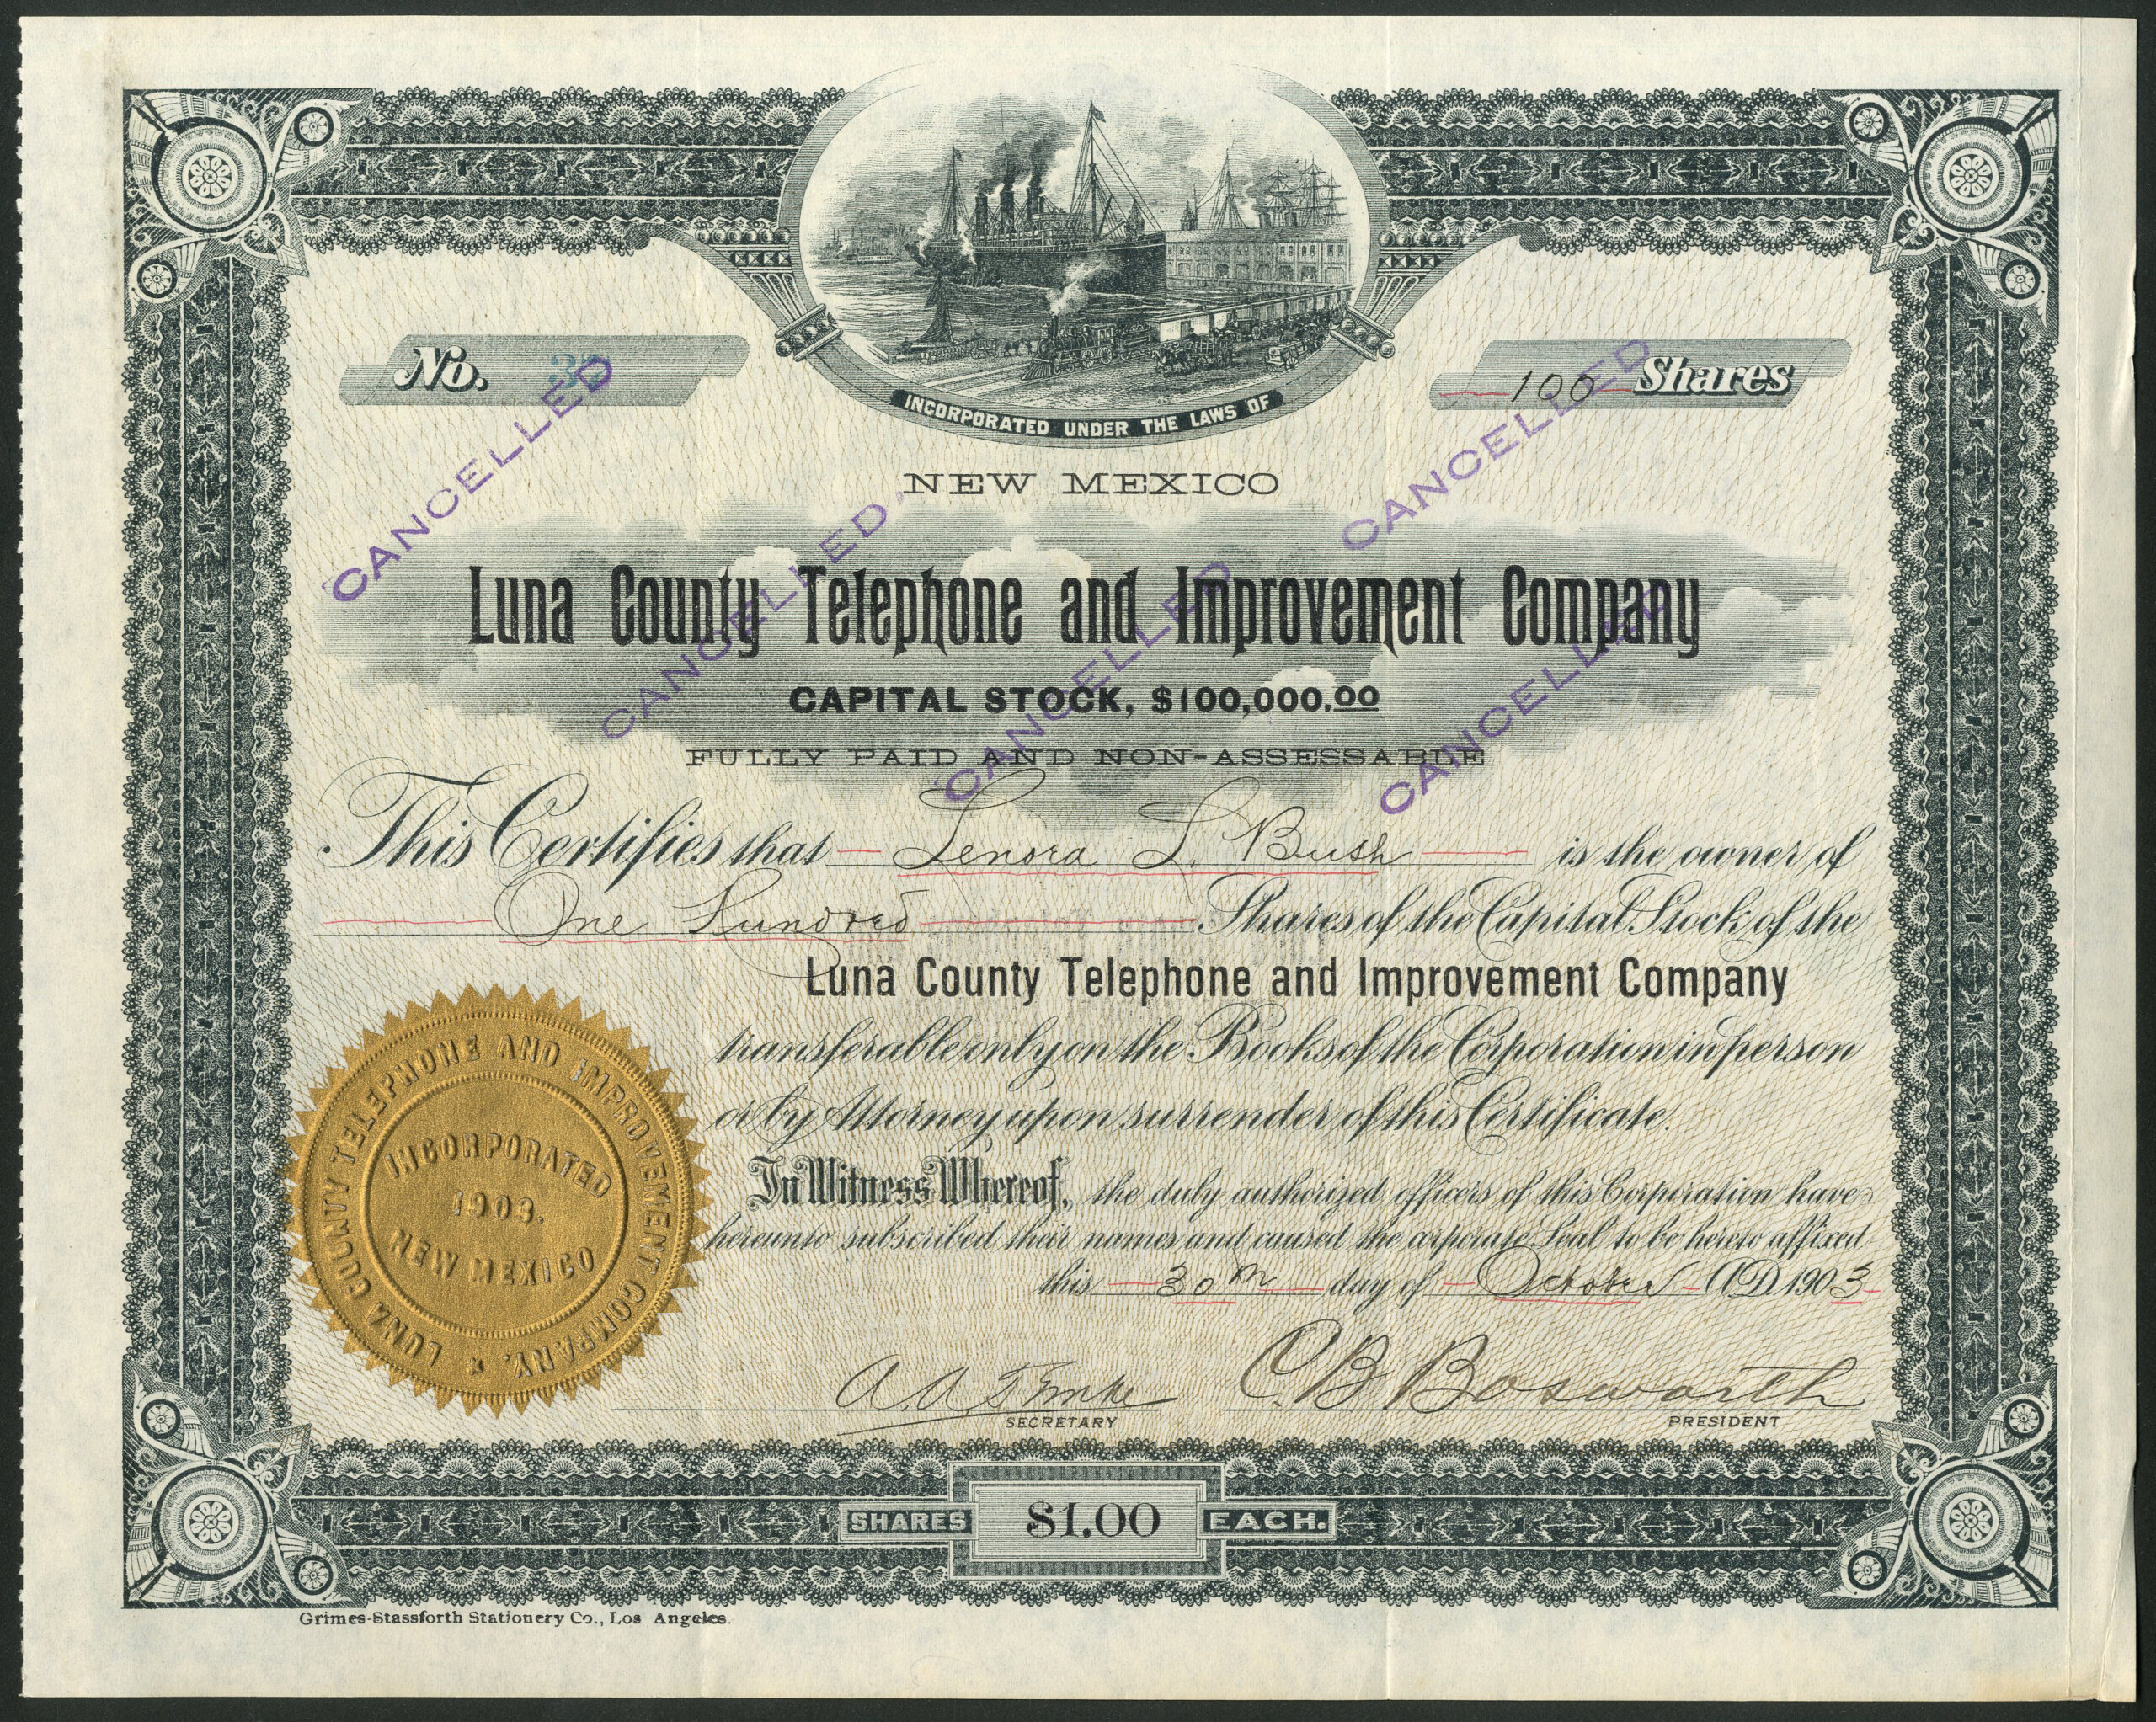 No. 32
100 Shares
INCORPORATED UNDER THE LAWS OF
NEW MEXICO
CANCELLED
CANCELLED
CANCELLED
CANCELLED
CANCELLED
Luna County Telephone and Improvement Company
CAPITAL STOCK, $100,000.00
FULLY PAID AND NON-ASSESSABLE
This Certifies that Lenora L. Bush is the owner of
One Hundred Shares of the Capital Stock of the
Luna County Telephone and Improvement Company
transferable only on the Books of the Corporation in person
or by Attorney upon surrender of this Certificate.
In Witness Whereof, the duly authorized officers of this Corporation have
hereunto subscribed their names and caused the corporate Seal to be hereto affixed
this 30th day of October A.D. 1903
LUNA COUNTY TELEPHONE AND IMPROVEMENT COMPANY.
INCORPORATED
1903.
NEW MEXICO
A. A. Temke C. B. Bosworth
SECRETARY PRESIDENT
SHARES $1.00 EACH.
Grimes-Stassforth Stationery Co., Los Angeles.